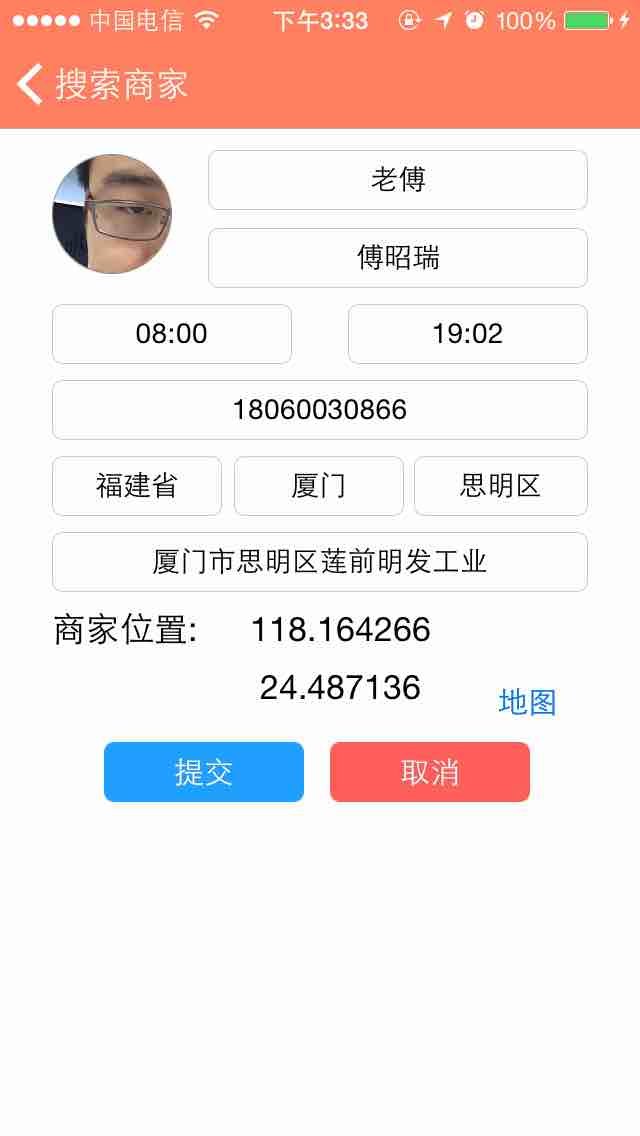 中国电信 下午3:33 100%
搜索商家
老傅
傅昭瑞
08:00 19:02
18060030866
福建省 厦门 思明区
厦门市思明区莲前明发工业
商家位置: 118.164266
24.487136
地图
提交 取消